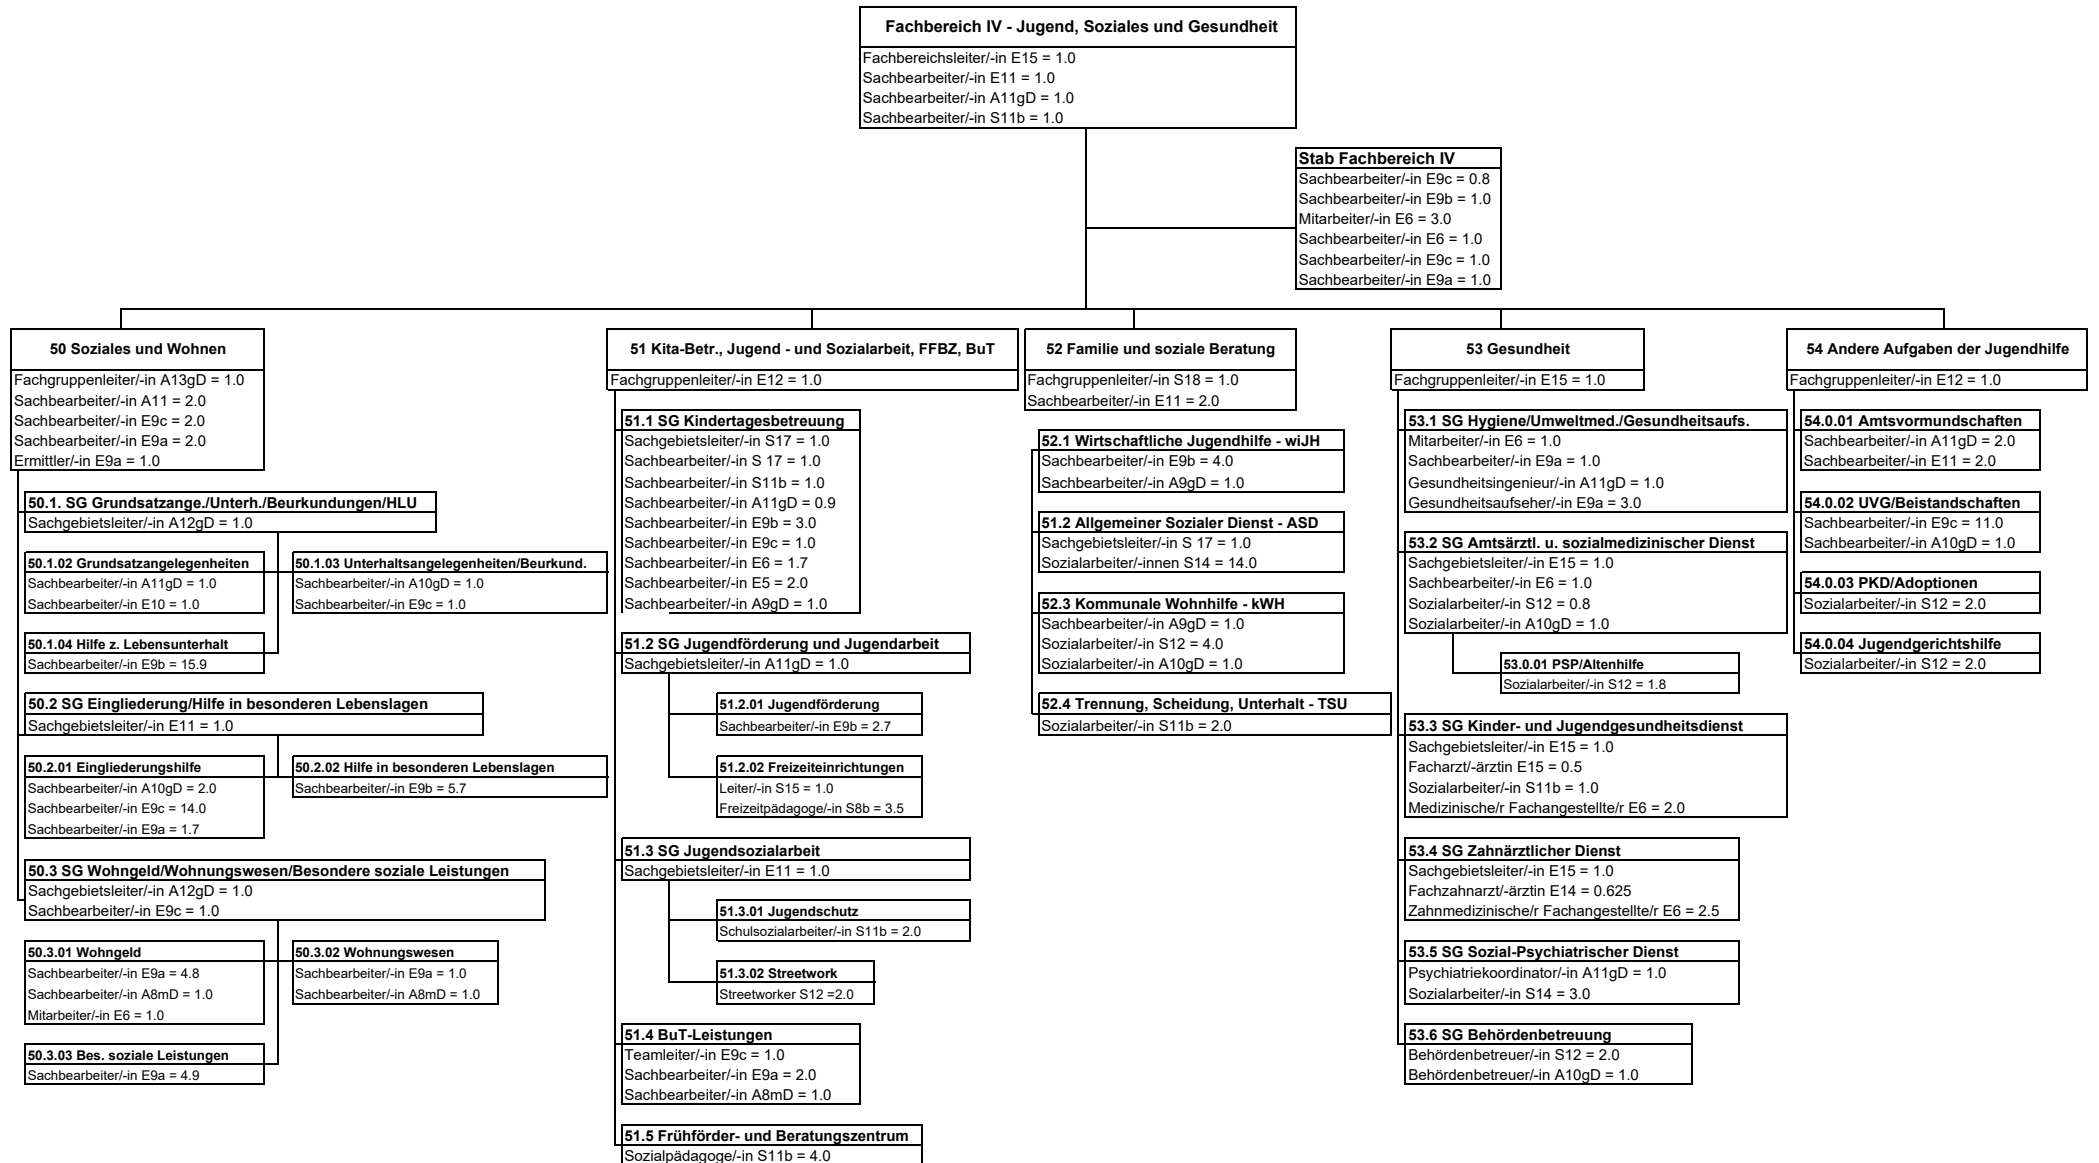 Fachbereich IV - Jugend, Soziales und Gesundheit
Fachbereichsleiter/-in E15 = 1.0
Sachbearbeiter/-in E11 = 1.0
Sachbearbeiter/-in A11gD = 1.0
Sachbearbeiter/-in S11b = 1.0
Stab Fachbereich IV
Sachbearbeiter/-in E9c = 0.8
Sachbearbeiter/-in E9b = 1.0
Mitarbeiter/-in E6 = 3.0
Sachbearbeiter/-in E6 = 1.0
Sachbearbeiter/-in E9c = 1.0
Sachbearbeiter/-in E9a = 1.0
50 Soziales und Wohnen
Fachgruppenleiter/-in A13gD = 1.0
Sachbearbeiter/-in A11 = 2.0
Sachbearbeiter/-in E9c = 2.0
Sachbearbeiter/-in E9a = 2.0
Ermittler/-in E9a = 1.0
50.1. SG Grundsatzange./Unterh./Beurkundungen/HLU
Sachgebietsleiter/-in A12gD = 1.0
50.1.02 Grundsatzangelegenheiten
Sachbearbeiter/-in A11gD = 1.0
Sachbearbeiter/-in E10 = 1.0
50.1.03 Unterhaltsangelegenheiten/Beurkund.
Sachbearbeiter/-in A10gD = 1.0
Sachbearbeiter/-in E9c = 1.0
50.1.04 Hilfe z. Lebensunterhalt
Sachbearbeiter/-in E9b = 15.9
50.2 SG Eingliederung/Hilfe in besonderen Lebenslagen
Sachgebietsleiter/-in E11 = 1.0
50.2.01 Eingliederungshilfe
Sachbearbeiter/-in A10gD = 2.0
Sachbearbeiter/-in E9c = 14.0
Sachbearbeiter/-in E9a = 1.7
50.2.02 Hilfe in besonderen Lebenslagen
Sachbearbeiter/-in E9b = 5.7
50.3 SG Wohngeld/Wohnungswesen/Besondere soziale Leistungen
Sachgebietsleiter/-in A12gD = 1.0
Sachbearbeiter/-in E9c = 1.0
50.3.01 Wohngeld
Sachbearbeiter/-in E9a = 4.8
Sachbearbeiter/-in A8mD = 1.0
Mitarbeiter/-in E6 = 1.0
50.3.02 Wohnungswesen
Sachbearbeiter/-in E9a = 1.0
Sachbearbeiter/-in A8mD = 1.0
50.3.03 Bes. soziale Leistungen
Sachbearbeiter/-in E9a = 4.9
51 Kita-Betr., Jugend - und Sozialarbeit, FFBZ, BuT
Fachgruppenleiter/-in E12 = 1.0
51.1 SG Kindertagesbetreuung
Sachgebietsleiter/-in S17 = 1.0
Sachbearbeiter/-in S 17 = 1.0
Sachbearbeiter/-in S11b = 1.0
Sachbearbeiter/-in A11gD = 0.9
Sachbearbeiter/-in E9b = 3.0
Sachbearbeiter/-in E9c = 1.0
Sachbearbeiter/-in E6 = 1.7
Sachbearbeiter/-in E5 = 2.0
Sachbearbeiter/-in A9gD = 1.0
51.2 SG Jugendförderung und Jugendarbeit
Sachgebietsleiter/-in A11gD = 1.0
51.2.01 Jugendförderung
Sachbearbeiter/-in E9b = 2.7
51.2.02 Freizeiteinrichtungen
Leiter/-in S15 = 1.0
Freizeitpädagoge/-in S8b = 3.5
51.3 SG Jugendsozialarbeit
Sachgebietsleiter/-in E11 = 1.0
51.3.01 Jugendschutz
Schulsozialarbeiter/-in S11b = 2.0
51.3.02 Streetwork
Streetworker S12 =2.0
51.4 BuT-Leistungen
Teamleiter/-in E9c = 1.0
Sachbearbeiter/-in E9a = 2.0
Sachbearbeiter/-in A8mD = 1.0
51.5 Frühförder- und Beratungszentrum
Sozialpädagoge/-in S11b = 4.0
52 Familie und soziale Beratung
Fachgruppenleiter/-in S18 = 1.0
Sachbearbeiter/-in E11 = 2.0
52.1 Wirtschaftliche Jugendhilfe - wiJH
Sachbearbeiter/-in E9b = 4.0
Sachbearbeiter/-in A9gD = 1.0
51.2 Allgemeiner Sozialer Dienst - ASD
Sachgebietsleiter/-in S 17 = 1.0
Sozialarbeiter/-innen S14 = 14.0
52.3 Kommunale Wohnhilfe - kWH
Sachbearbeiter/-in A9gD = 1.0
Sozialarbeiter/-in S12 = 4.0
Sozialarbeiter/-in A10gD = 1.0
52.4 Trennung, Scheidung, Unterhalt - TSU
Sozialarbeiter/-in S11b = 2.0
53 Gesundheit
Fachgruppenleiter/-in E15 = 1.0
53.1 SG Hygiene/Umweltmed./Gesundheitsaufs.
Mitarbeiter/-in E6 = 1.0
Sachbearbeiter/-in E9a = 1.0
Gesundheitsingenieur/-in A11gD = 1.0
Gesundheitsaufseher/-in E9a = 3.0
53.2 SG Amtsärztl. u. sozialmedizinischer Dienst
Sachgebietsleiter/-in E15 = 1.0
Sachbearbeiter/-in E6 = 1.0
Sozialarbeiter/-in S12 = 0.8
Sozialarbeiter/-in A10gD = 1.0
53.0.01 PSP/Altenhilfe
Sozialarbeiter/-in S12 = 1.8
53.3 SG Kinder- und Jugendgesundheitsdienst
Sachgebietsleiter/-in E15 = 1.0
Facharzt/-ärztin E15 = 0.5
Sozialarbeiter/-in S11b = 1.0
Medizinische/r Fachangestellte/r E6 = 2.0
53.4 SG Zahnärztlicher Dienst
Sachgebietsleiter/-in E15 = 1.0
Fachzahnarzt/-ärztin E14 = 0.625
Zahnmedizinische/r Fachangestellte/r E6 = 2.5
53.5 SG Sozial-Psychiatrischer Dienst
Psychiatriekoordinator/-in A11gD = 1.0
Sozialarbeiter/-in S14 = 3.0
53.6 SG Behördenbetreuung
Behördenbetreuer/-in S12 = 2.0
Behördenbetreuer/-in A10gD = 1.0
54 Andere Aufgaben der Jugendhilfe
Fachgruppenleiter/-in E12 = 1.0
54.0.01 Amtsvormundschaften
Sachbearbeiter/-in A11gD = 2.0
Sachbearbeiter/-in E11 = 2.0
54.0.02 UVG/Beistandschaften
Sachbearbeiter/-in E9c = 11.0
Sachbearbeiter/-in A10gD = 1.0
54.0.03 PKD/Adoptionen
Sozialarbeiter/-in S12 = 2.0
54.0.04 Jugendgerichtshilfe
Sozialarbeiter/-in S12 = 2.0